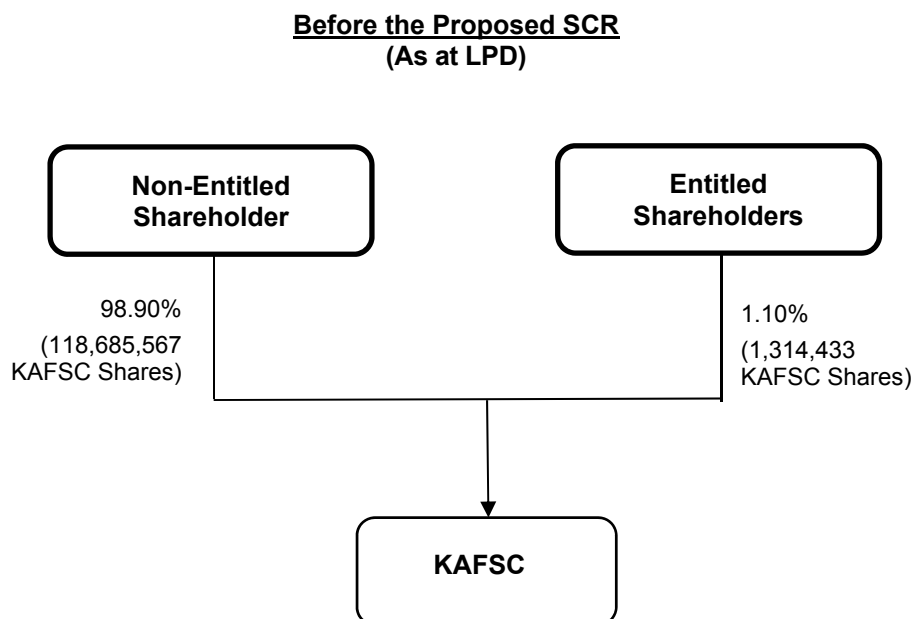 Before the Proposed SCR
(As at LPD)
Non-Entitled
Shareholder
Entitled
Shareholders
98.90%
(118,685,567
KAFSC Shares)
1.10%
(1,314,433
KAFSC Shares)
KAFSC